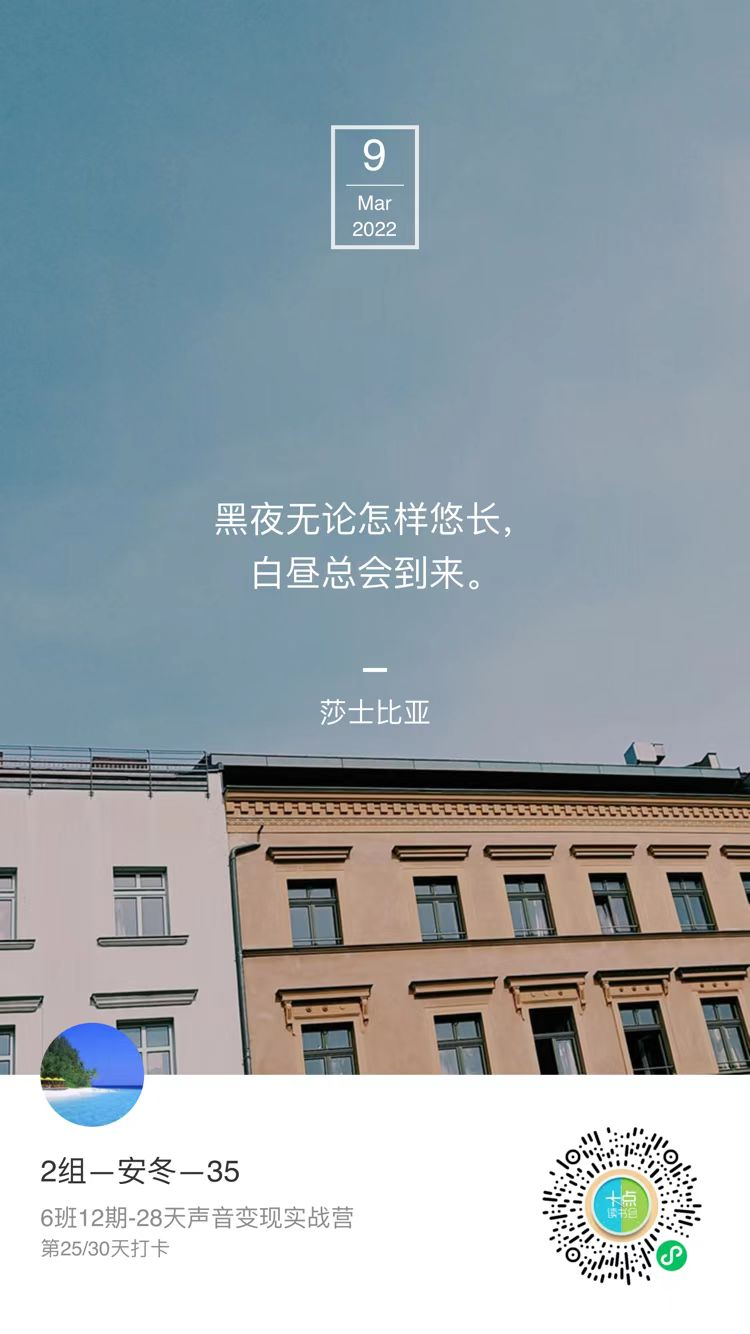 9
Mar
2022
黑夜无论怎样悠长，
白昼总会到来。
莎士比亚
2组—安冬—35
6班12期-28天声音变现实战营
第25/30天打卡
十点
读书会